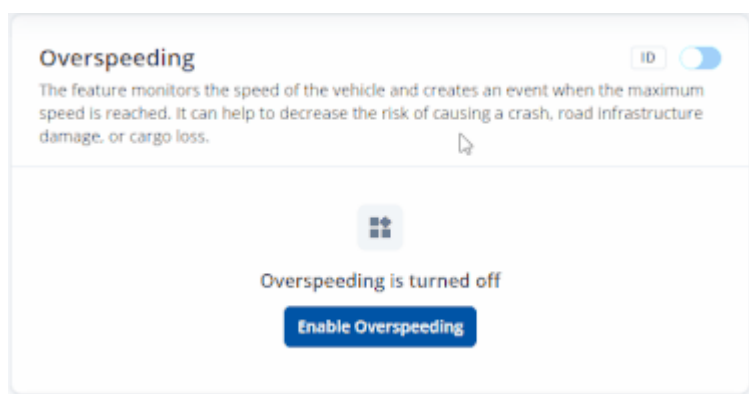 Overspeeding
ID
The feature monitors the speed of the vehicle and creates an event when the maximum
speed is reached. It can help to decrease the risk of causing a crash, road infrastructure
damage, or cargo loss.
Overspeeding is turned off
Enable Overspeeding